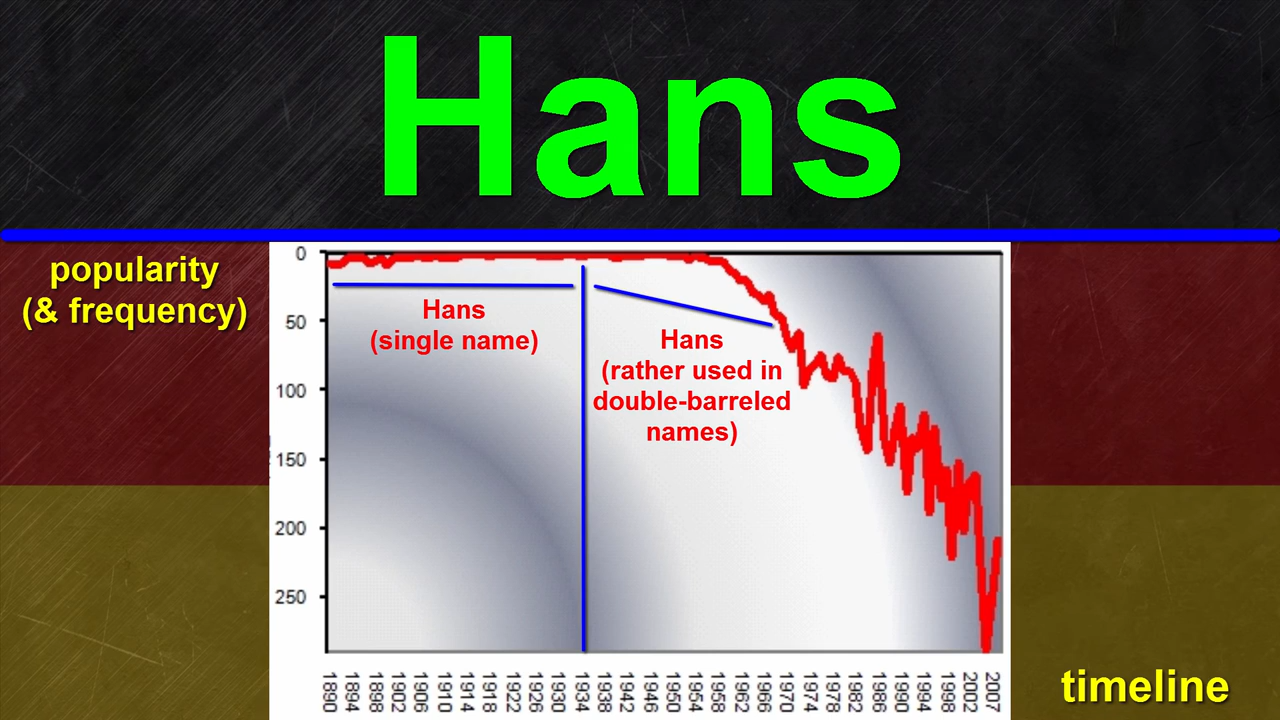 Hans
popularity
(& frequency)
0
50
100
150
200
250
Hans
(single name)
Hans
(rather used in
double-barreled
names)
1890 1894 1898 1902 1906 1910 1914 1918 1922 1926 1930 1934 1938 1942 1946 1950 1954 1958 1962 1966 1970 1974 1978 1982 1986 1990 1994 1998 2002 2007
timeline